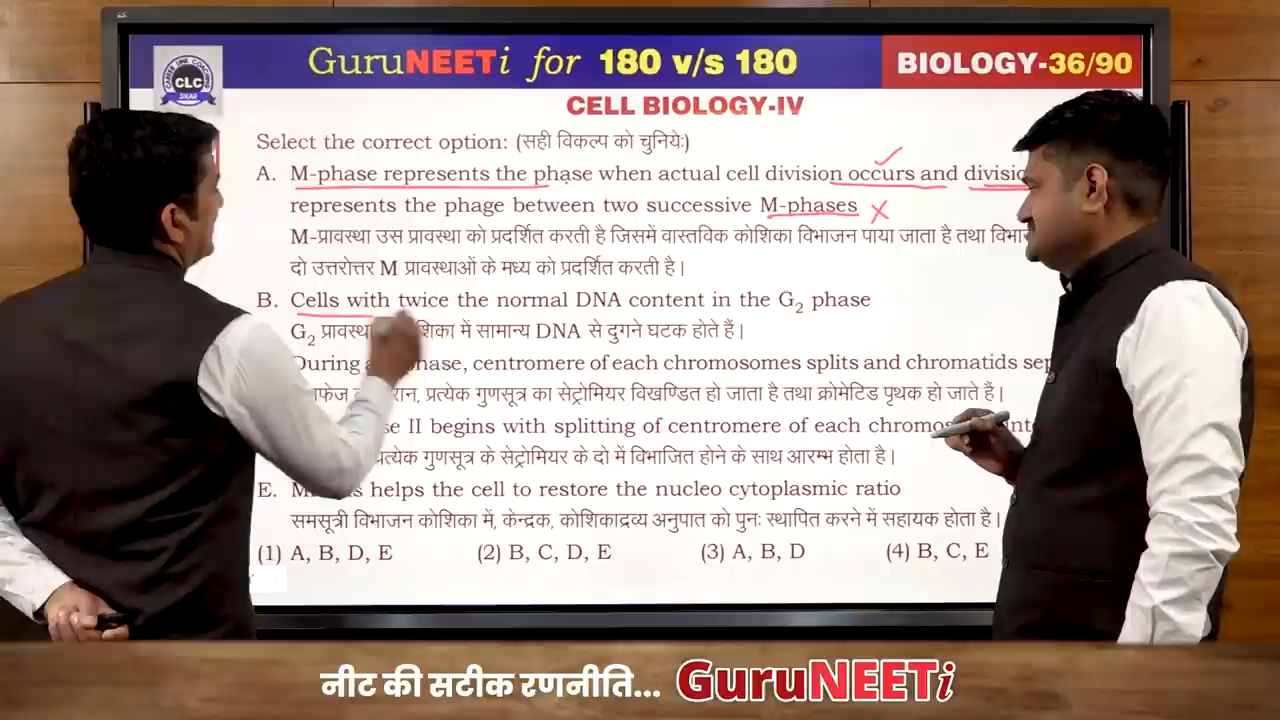 GuruNEETi for 180 v/s 180
BIOLOGY-36/90
CLC
CELL BIOLOGY-IV
Select the correct option: (सही विकल्प को चुनिये:)
A. M-phase represents the phase when actual cell division occurs and
represents the phage between two successive M-phases
M-प्रावस्था उस प्रावस्था को प्रदर्शित करती है जिसमें वास्तविक कोशिका विभाजन पाया जाता है तथा
दो उत्तरोत्तर M प्रावस्थाओं के मध्य को प्रदर्शित करती है।
B. Cells with twice the normal DNA content in the G2 phase
G2 में सामान्य DNA से दुगने घटक होते हैं।
During centromere of each chromosomes splits and chromatids
प्रत्येक गुणसूत्र का सेट्रोमियर विखण्डित हो जाता है तथा क्रोमेटिड पृथक हो जाते हैं।
II begins with splitting of centromere of each
गुणसूत्र के सेट्रोमियर के दो में विभाजित होने के साथ आरम्भ होता है।
E. helps the cell to restore the nucleo cytoplasmic ratio
समसूत्री विभाजन कोशिका में, केन्द्रक, कोशिकाद्रव्य अनुपात को पुनः स्थापित करने में सहायक होता है।
(1) A, B, D, E (2) B, C, D, E (3) A, B, D (4) B, C, E
नीट की सटीक रणनीति... GuruNEETi